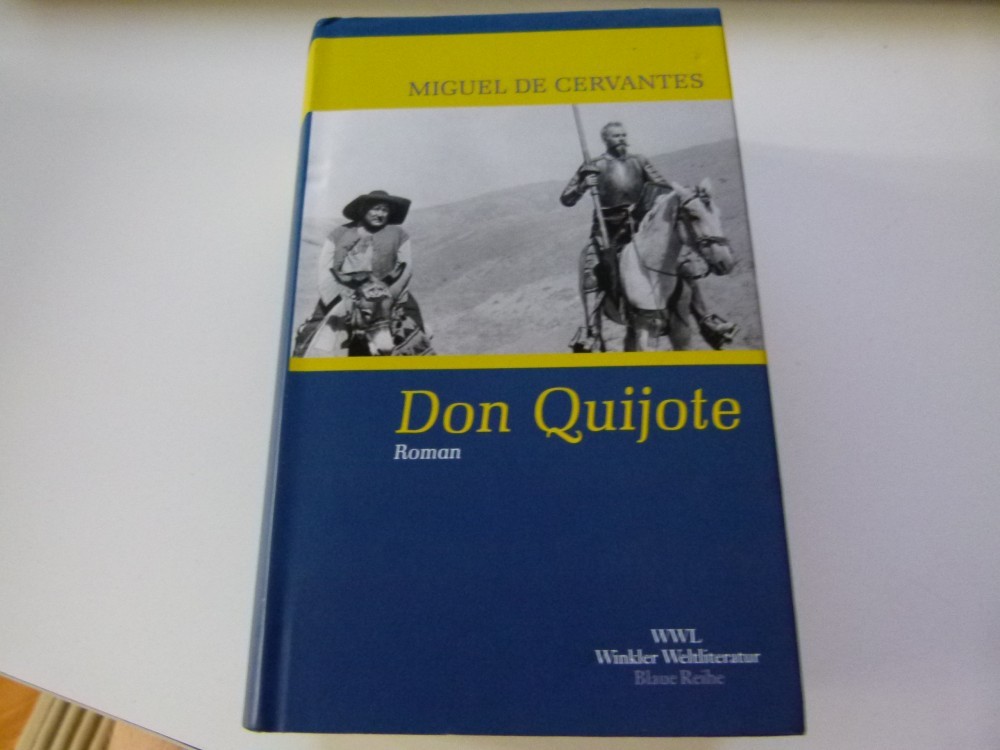 MIGUEL DE CERVANTES
Don Quijote
Roman
WWL
Winkler Weltliteratur
Blaue Reihe